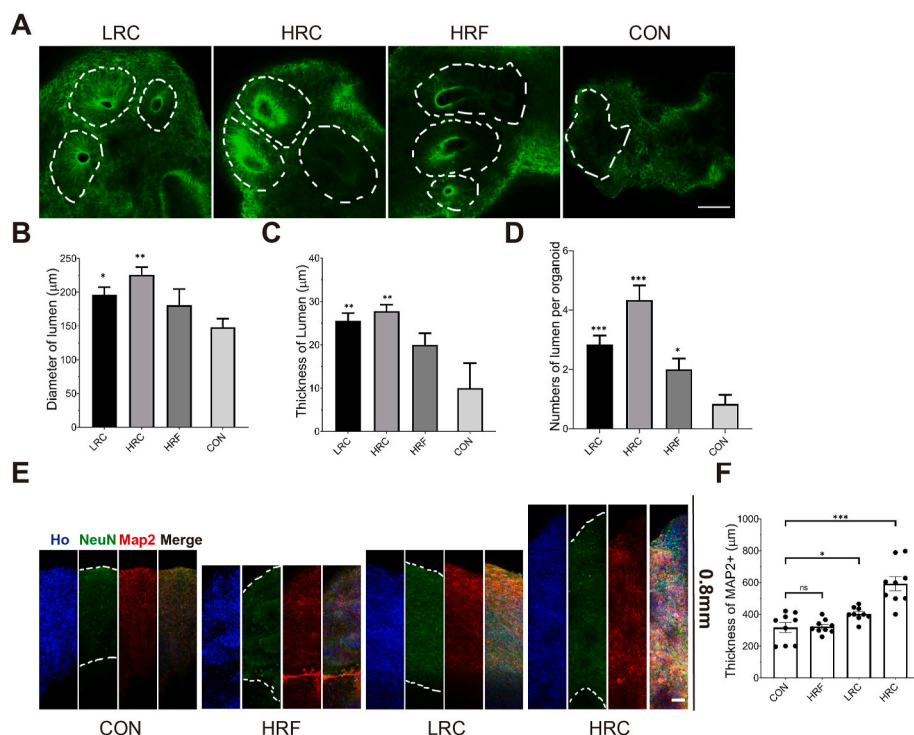 A
LRC HRC HRF CON
B
Diameter of lumen (μm)
250
200
150
100
50
0
* **
LRC HRC HRF CON
C
Thickness of Lumen (μm)
40
30
20
10
0
** **
LRC HRC HRF CON
D
Numbers of lumen per organoid
6
4
2
0
*** *** *
LRC HRC HRF CON
E
Ho NeuN Map2 Merge
CON HRF LRC HRC
0.8mm
F
Thickness of MAP2+ (μm)
1000
800
600
400
200
0
***
*
ns
CON HRF LRC HRC